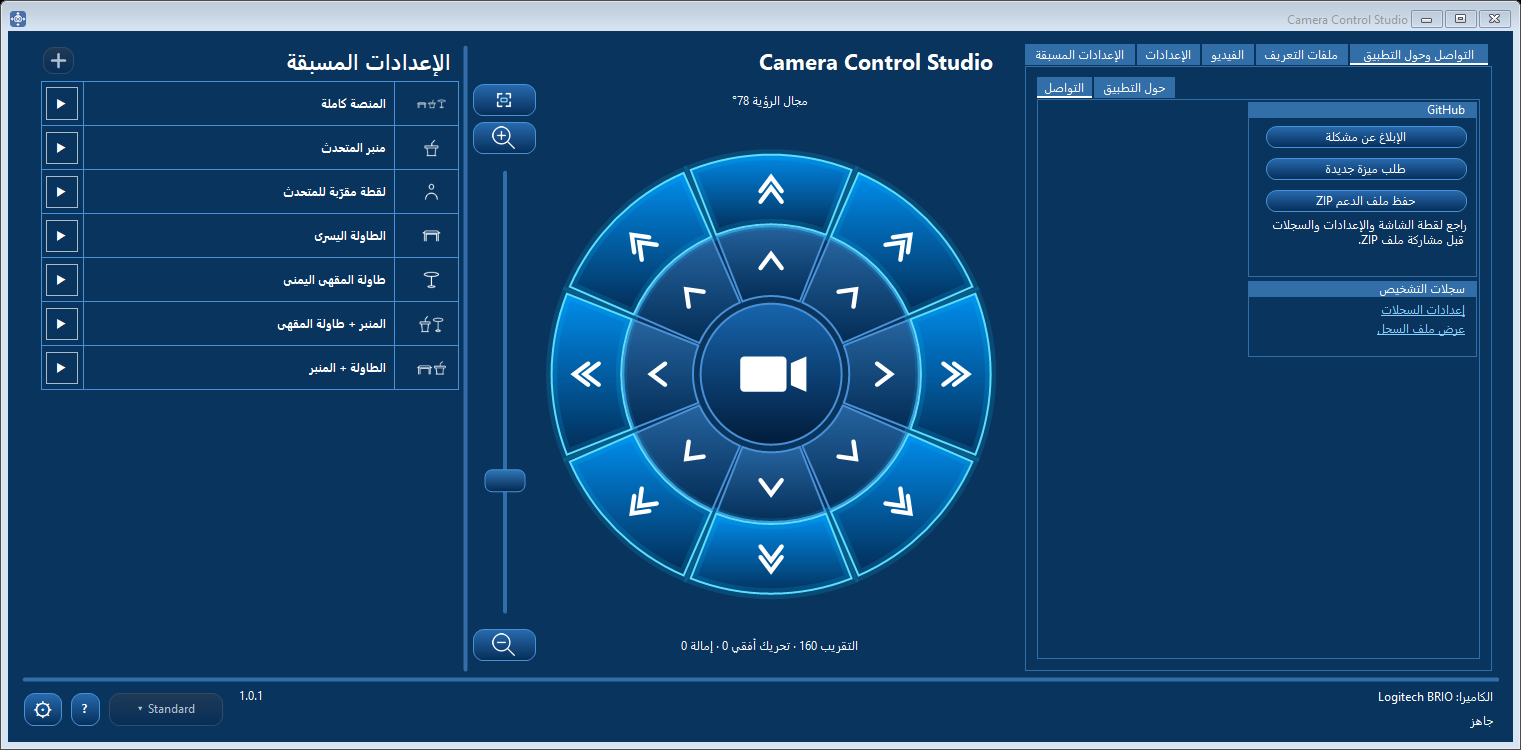 Camera Control Studio
التواصل وحول التطبيق
ملفات التعريف
الفيديو
الإعدادات
الإعدادات المسبقة
حول التطبيق
التواصل
GitHub
الإبلاغ عن مشكلة
طلب ميزة جديدة
حفظ ملف الدعم ZIP
راجع لقطة الشاشة والإعدادات والسجلات
قبل مشاركة ملف ZIP.
سجلات التشخيص
إعدادات السجلات
عرض ملف السجل
Camera Control Studio
مجال الرؤية 78°
التقريب 160 · تحريك أفقي 0 · إمالة 0
الإعدادات المسبقة
المنصة كاملة
منبر المتحدث
لقطة مقرّبة للمتحدث
الطاولة اليسرى
طاولة المقهى اليمنى
المنبر + طاولة المقهى
الطاولة + المنبر
الكاميرا: Logitech BRIO
جاهز
1.0.1
Standard
?